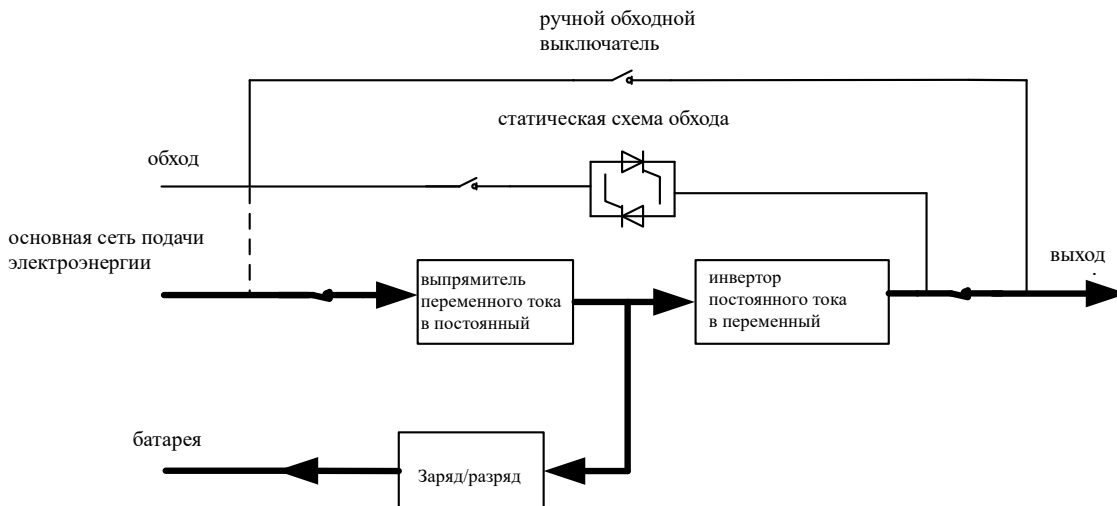 ручной обходной
выключатель
статическая схема обхода
обход
основная сеть подачи
электроэнергии
выход
выпрямитель
переменного тока
в постоянный
инвертор
постоянного тока
в переменный
батарея
Заряд/разряд